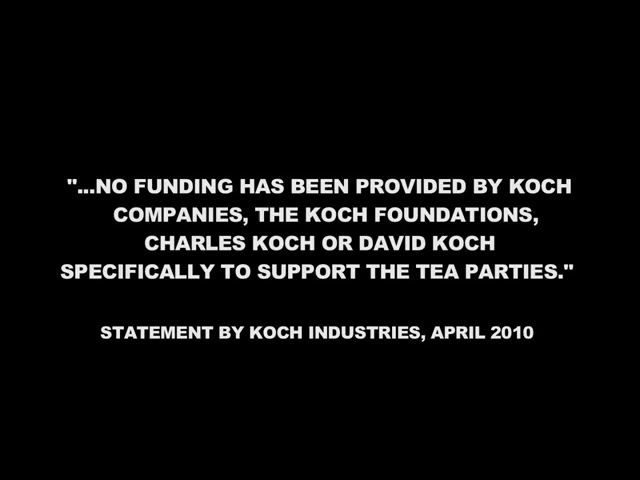 "...NO FUNDING HAS BEEN PROVIDED BY KOCH
COMPANIES, THE KOCH FOUNDATIONS,
CHARLES KOCH OR DAVID KOCH
SPECIFICALLY TO SUPPORT THE TEA PARTIES."
STATEMENT BY KOCH INDUSTRIES, APRIL 2010